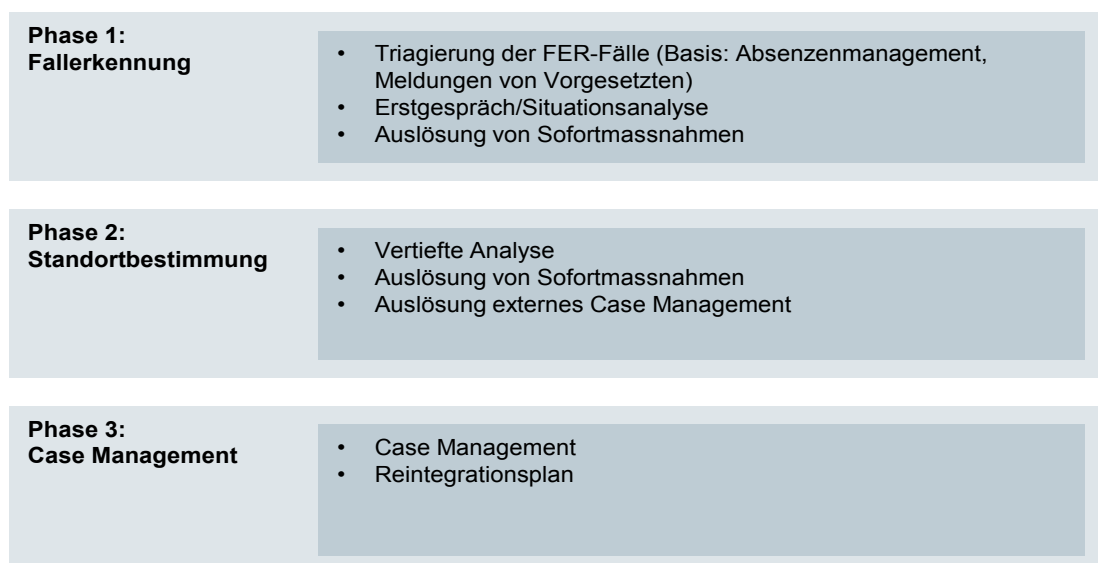 Phase 1:
Fallerkennung
• Triagierung der FER-Fälle (Basis: Absenzenmanagement,
Meldungen von Vorgesetzten)
• Erstgespräch/Situationsanalyse
• Auslösung von Sofortmassnahmen
Phase 2:
Standortbestimmung
• Vertiefte Analyse
• Auslösung von Sofortmassnahmen
• Auslösung externes Case Management
Phase 3:
Case Management
• Case Management
• Reintegrationsplan